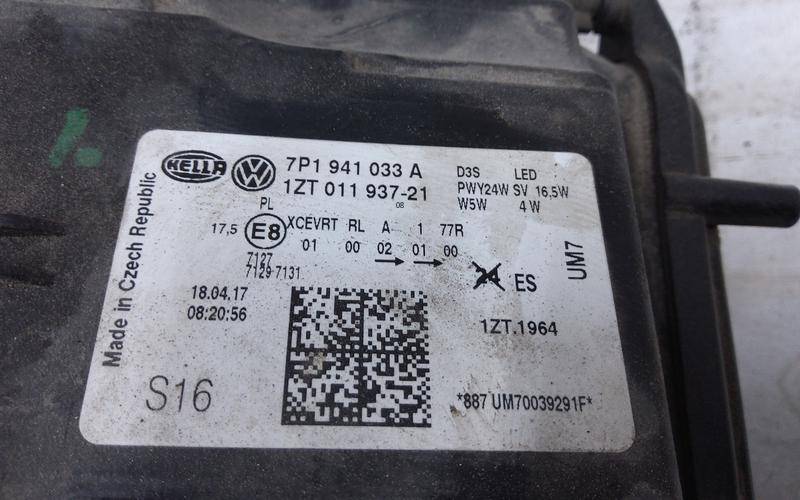 HELLA VW 7P1 941 033 A
1ZT 011 937-21
08
D3S LED
PWY24W SV 16.5W
W5W 4 W
PL
17,5 E8 XCEVRT RL A 1 77R
01 00 02 01 00
7127
7129 7131
ES
UM7
18.04.17
08:20:56
1ZT.1964
S16
*887 UM70039291F*
Made in Czech Republic